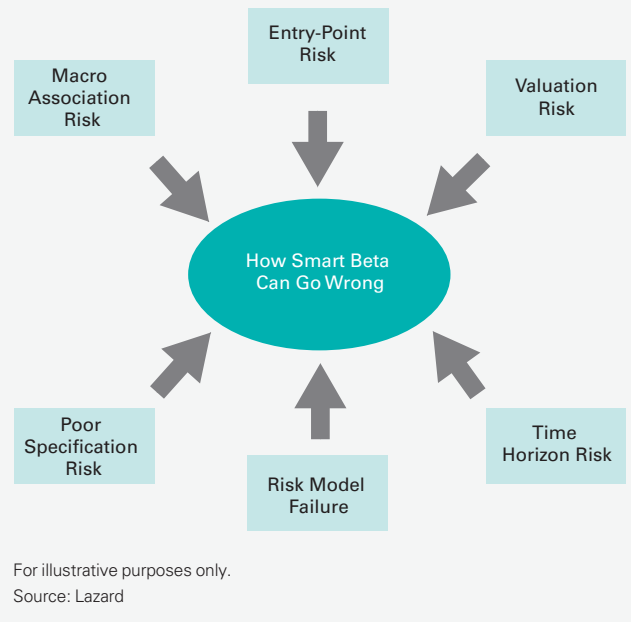 Entry-Point
Risk
Macro
Association
Risk
Valuation
Risk
How Smart Beta
Can Go Wrong
Poor
Specification
Risk
Risk Model
Failure
Time
Horizon Risk
For illustrative purposes only.
Source: Lazard